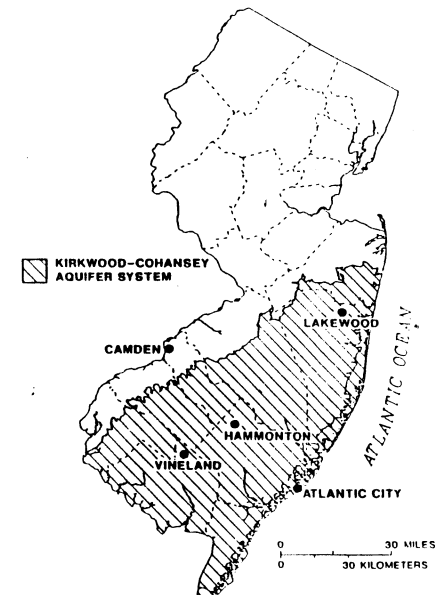 KIRKWOOD-COHANSEY
AQUIFER SYSTEM
LAKEWOOD
CAMDEN
ATLANTIC OCEAN
HAMMONTON
VINELAND
ATLANTIC CITY
0 30 MILES
0 30 KILOMETERS